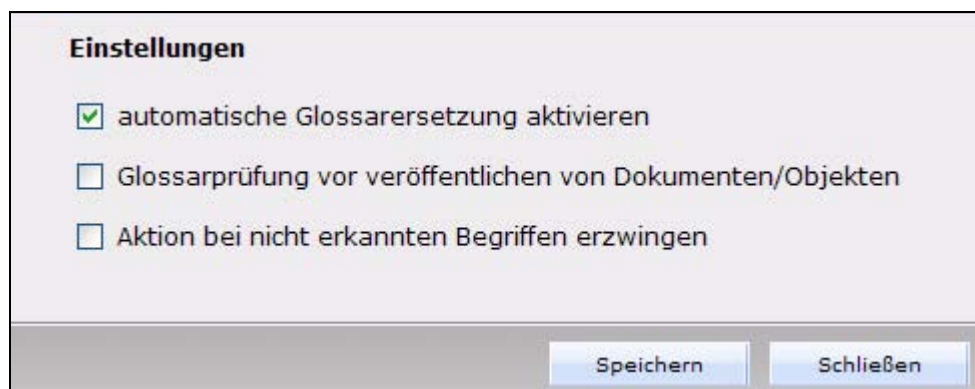 Einstellungen
automatische Glossarersetzung aktivieren
Glossarprüfung vor veröffentlichen von Dokumenten/Objekten
Aktion bei nicht erkannten Begriffen erzwingen
Speichern Schließen